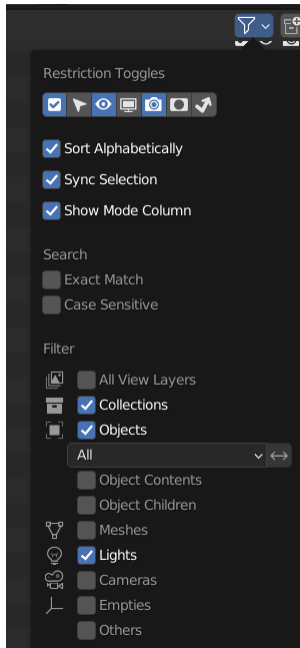 Restriction Toggles
Sort Alphabetically
Sync Selection
Show Mode Column
Search
Exact Match
Case Sensitive
Filter
All View Layers
Collections
Objects
All
Object Contents
Object Children
Meshes
Lights
Cameras
Empties
Others